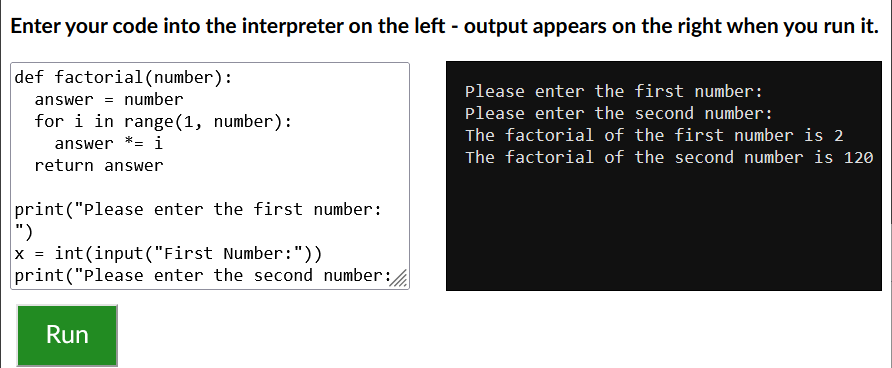 Enter your code into the interpreter on the left - output appears on the right when you run it.
def factorial(number):
  answer = number
  for i in range(1, number):
    answer *= i
  return answer

print("Please enter the first number:
")
x = int(input("First Number:"))
print("Please enter the second number:
Please enter the first number:
Please enter the second number:
The factorial of the first number is 2
The factorial of the second number is 120
Run